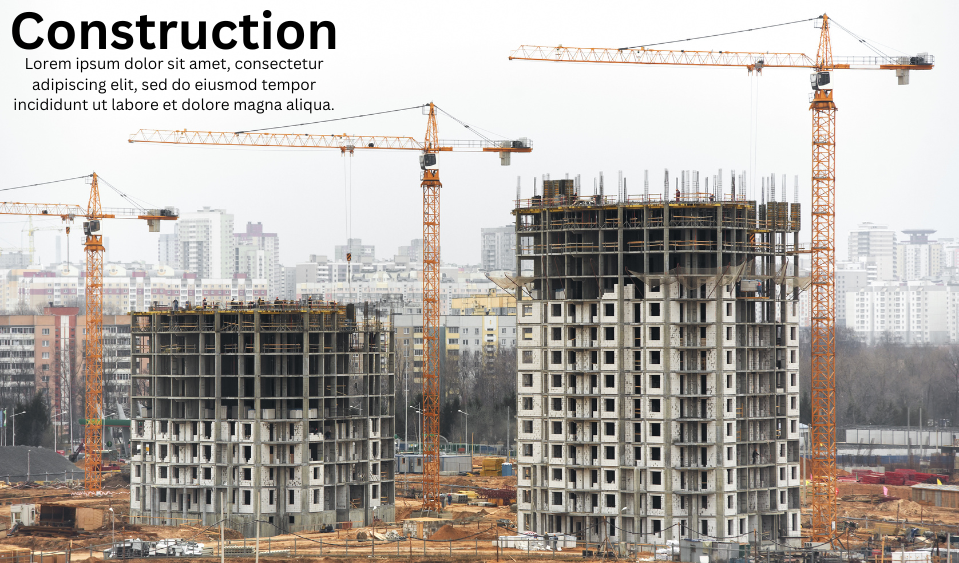 Construction
Lorem ipsum dolor sit amet, consectetur
adipiscing elit, sed do eiusmod tempor
incididunt ut labore et dolore magna aliqua.